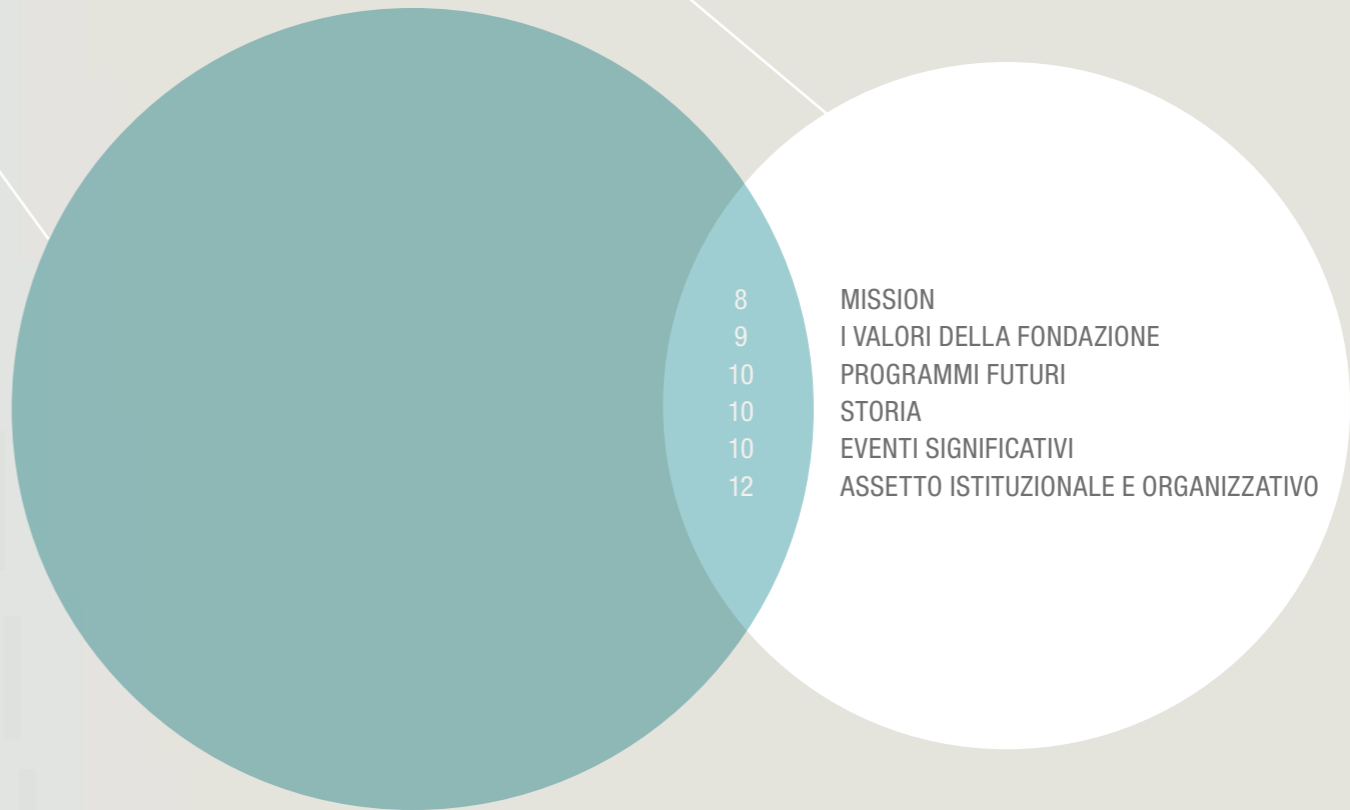 8 MISSION
9 I VALORI DELLA FONDAZIONE
10 PROGRAMMI FUTURI
10 STORIA
10 EVENTI SIGNIFICATIVI
12 ASSETTO ISTITUZIONALE E ORGANIZZATIVO